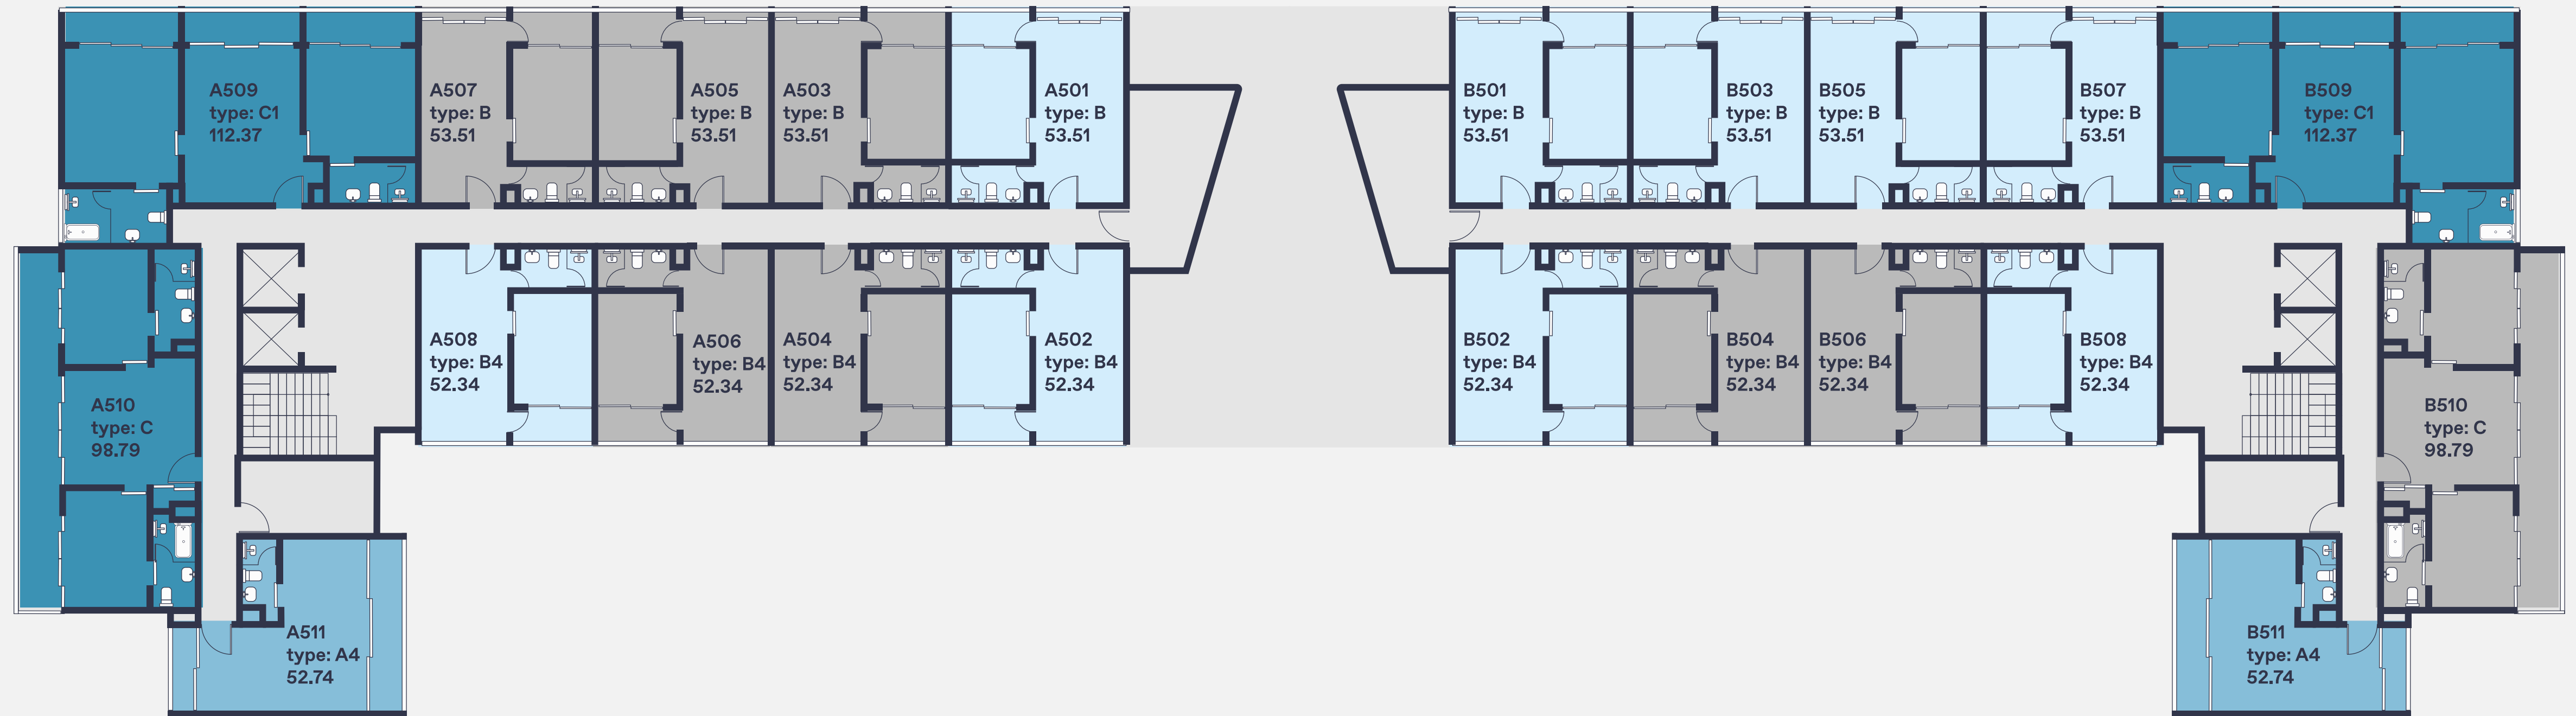 A509
type: C1
112.37
A507
type: B
53.51
A505
type: B
53.51
A503
type: B
53.51
A501
type: B
53.51
B501
type: B
53.51
B503
type: B
53.51
B505
type: B
53.51
B507
type: B
53.51
B509
type: C1
112.37
A508
type: B4
52.34
A506
type: B4
52.34
A504
type: B4
52.34
A502
type: B4
52.34
B502
type: B4
52.34
B504
type: B4
52.34
B506
type: B4
52.34
B508
type: B4
52.34
A510
type: C
98.79
B510
type: C
98.79
A511
type: A4
52.74
B511
type: A4
52.74